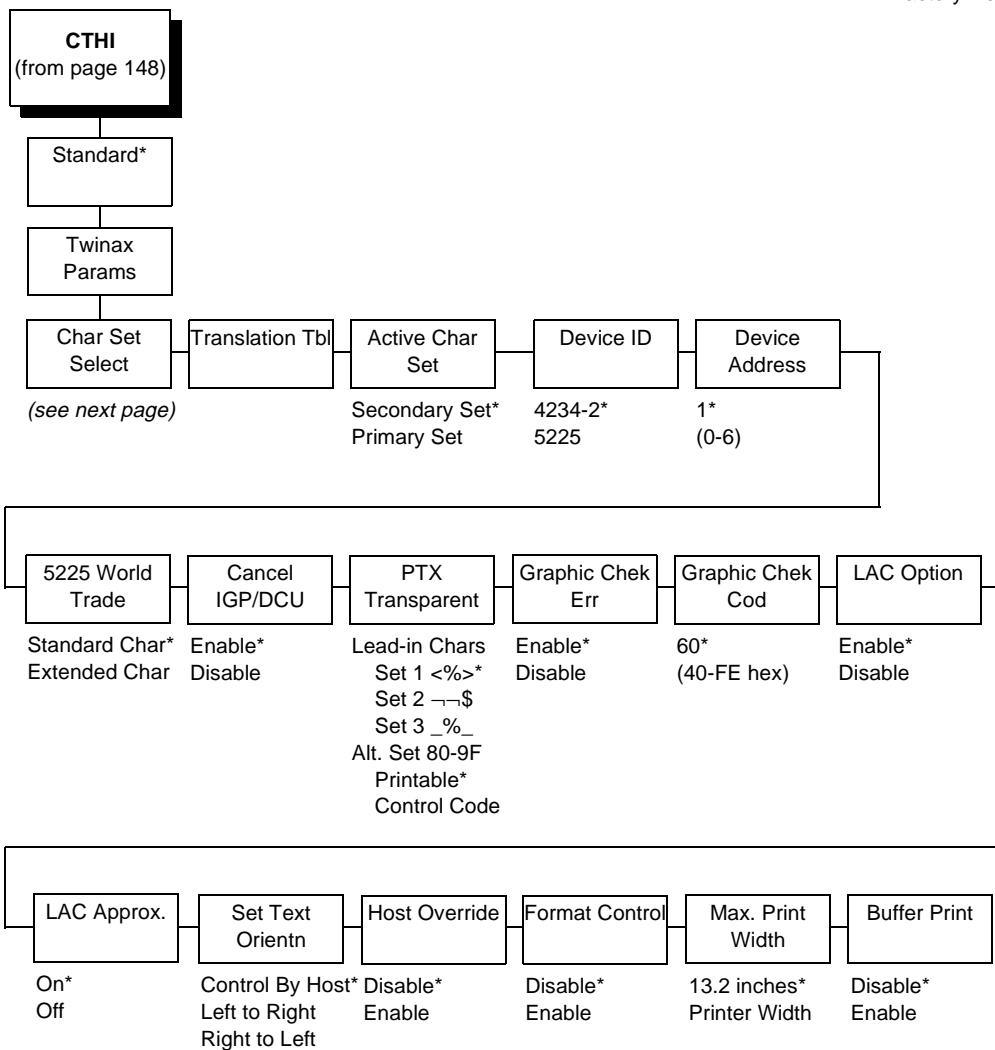 CTHI
(from page 148)
Standard*
Twinax
Params
Char Set
Select
Translation Tbl
Active Char
Set
Device ID
Device
Address
(see next page)
Secondary Set*
Primary Set
4234-2*
5225
1*
(0-6)
5225 World
Trade
Cancel
IGP/DCU
PTX
Transparent
Graphic Chek
Err
Graphic Chek
Cod
LAC Option
Standard Char*
Extended Char
Enable*
Disable
Lead-in Chars
Set 1 <%>*
Set 2 ¬¬$
Set 3 _%_
Alt. Set 80-9F
Printable*
Control Code
Enable*
Disable
60*
(40-FE hex)
Enable*
Disable
LAC Approx.
Set Text
Orientn
Host Override
Format Control
Max. Print
Width
Buffer Print
On*
Off
Control By Host*
Left to Right
Right to Left
Disable*
Enable
Disable*
Enable
13.2 inches*
Printer Width
Disable*
Enable